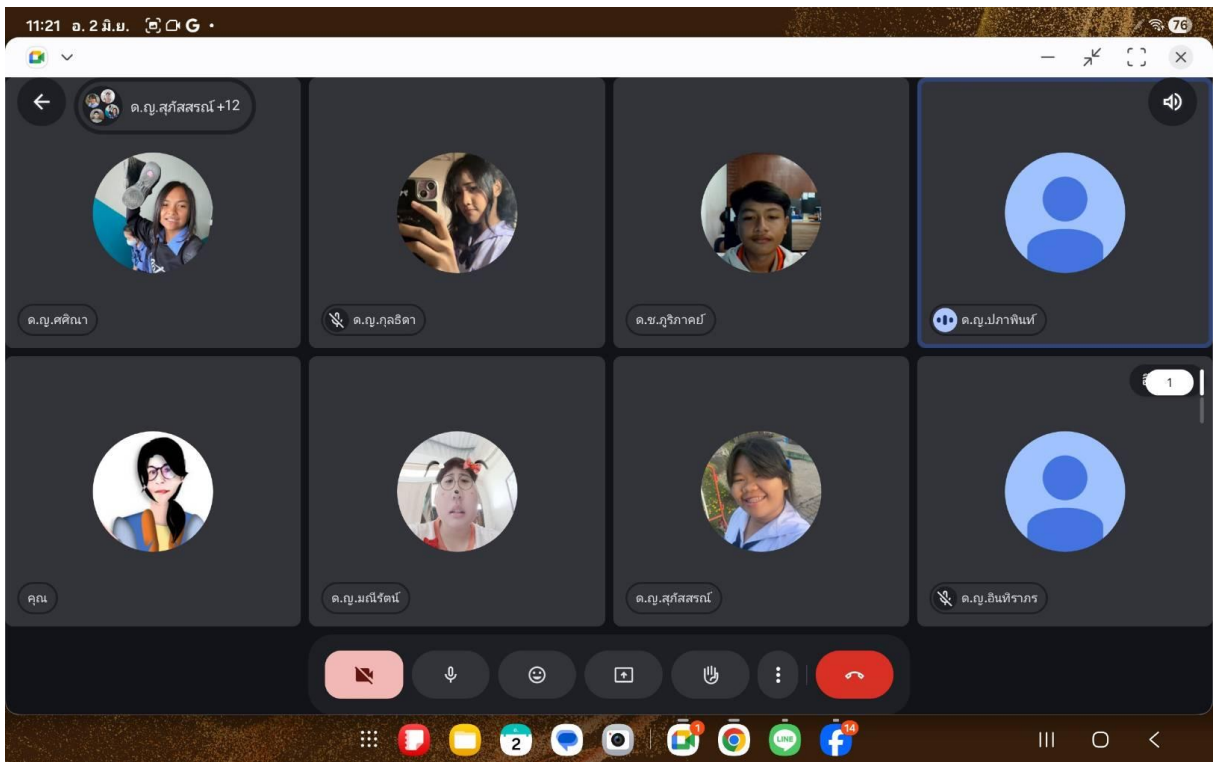 11:21 อ. 2 มิ.ย. G
76
ด.ญ.สุภัสสรณ์ +12
ด.ญ.ศศิณา
ด.ญ.กุลธิดา
ด.ช.ภูริภาคย์
ด.ญ.ปภาพินท์
1
คุณ
ด.ญ.มณีรัตน์
ด.ญ.สุภัสสรณ์
ด.ญ.อินทิราภร
2
1
LINE
14